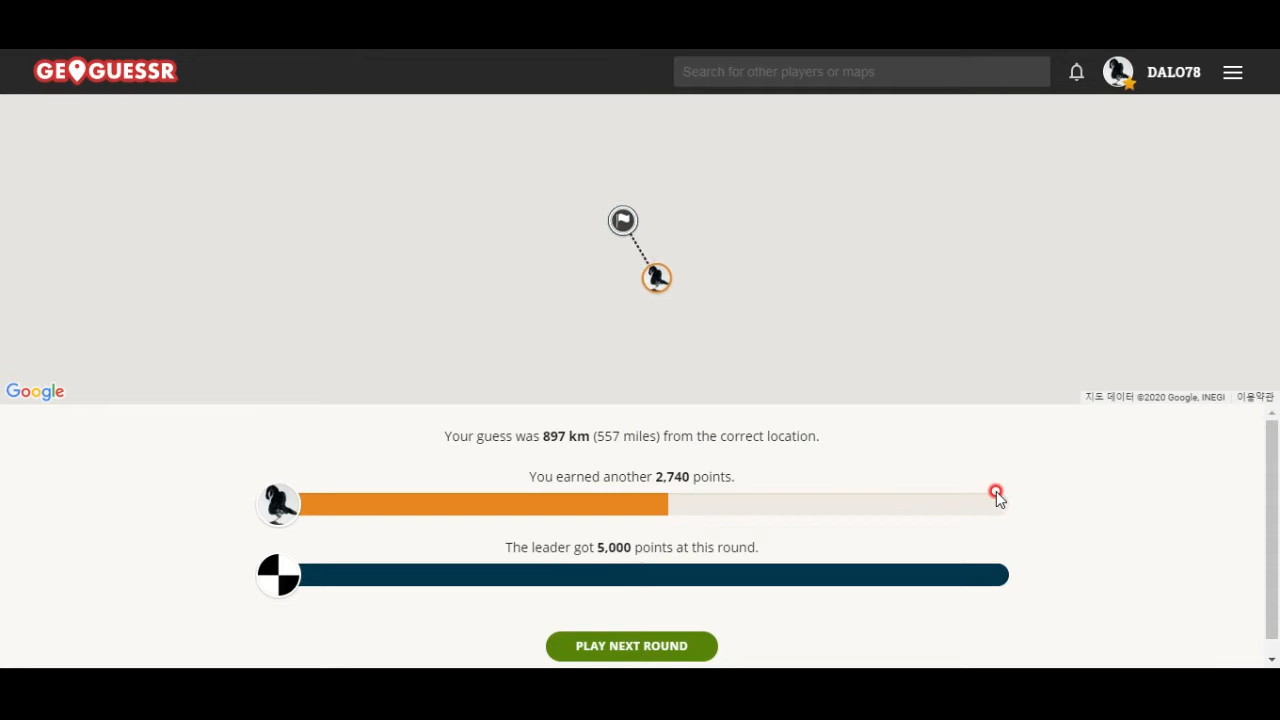 GEOGUESSR
Search for other players or maps
DALO78
Google
지도 데이터 ©2020 Google, INEGI
이용약관
Your guess was 897 km (557 miles) from the correct location.
You earned another 2,740 points.
The leader got 5,000 points at this round.
PLAY NEXT ROUND